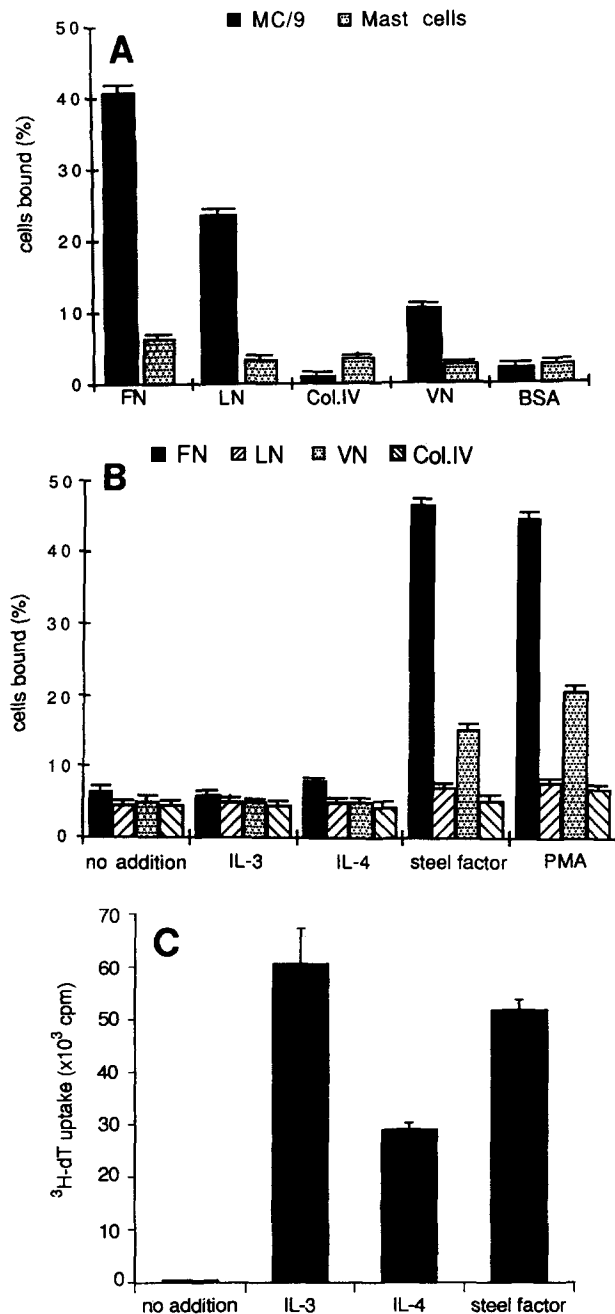 MC/9 Mast cells
A
cells bound (%)
50
40
30
20
10
0
FN LN Col.IV VN BSA
FN LN VN Col.IV
B
cells bound (%)
50
40
30
20
10
0
no addition IL-3 IL-4 steel factor PMA
C
³H-dT uptake (x10³ cpm)
70
60
50
40
30
20
10
0
no addition IL-3 IL-4 steel factor